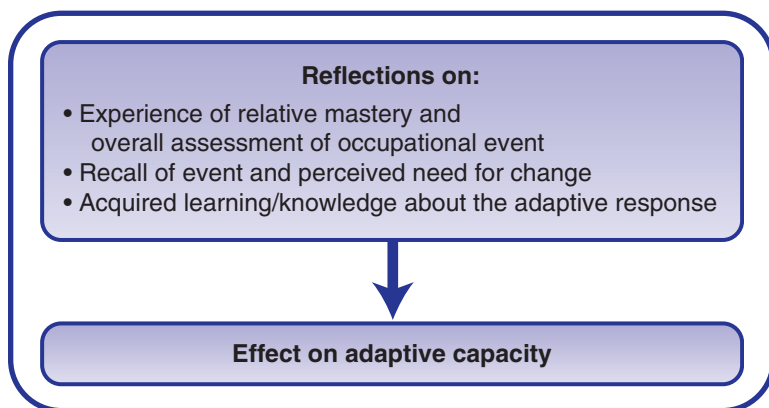 Reflections on:
• Experience of relative mastery and
overall assessment of occupational event
• Recall of event and perceived need for change
• Acquired learning/knowledge about the adaptive response
Effect on adaptive capacity